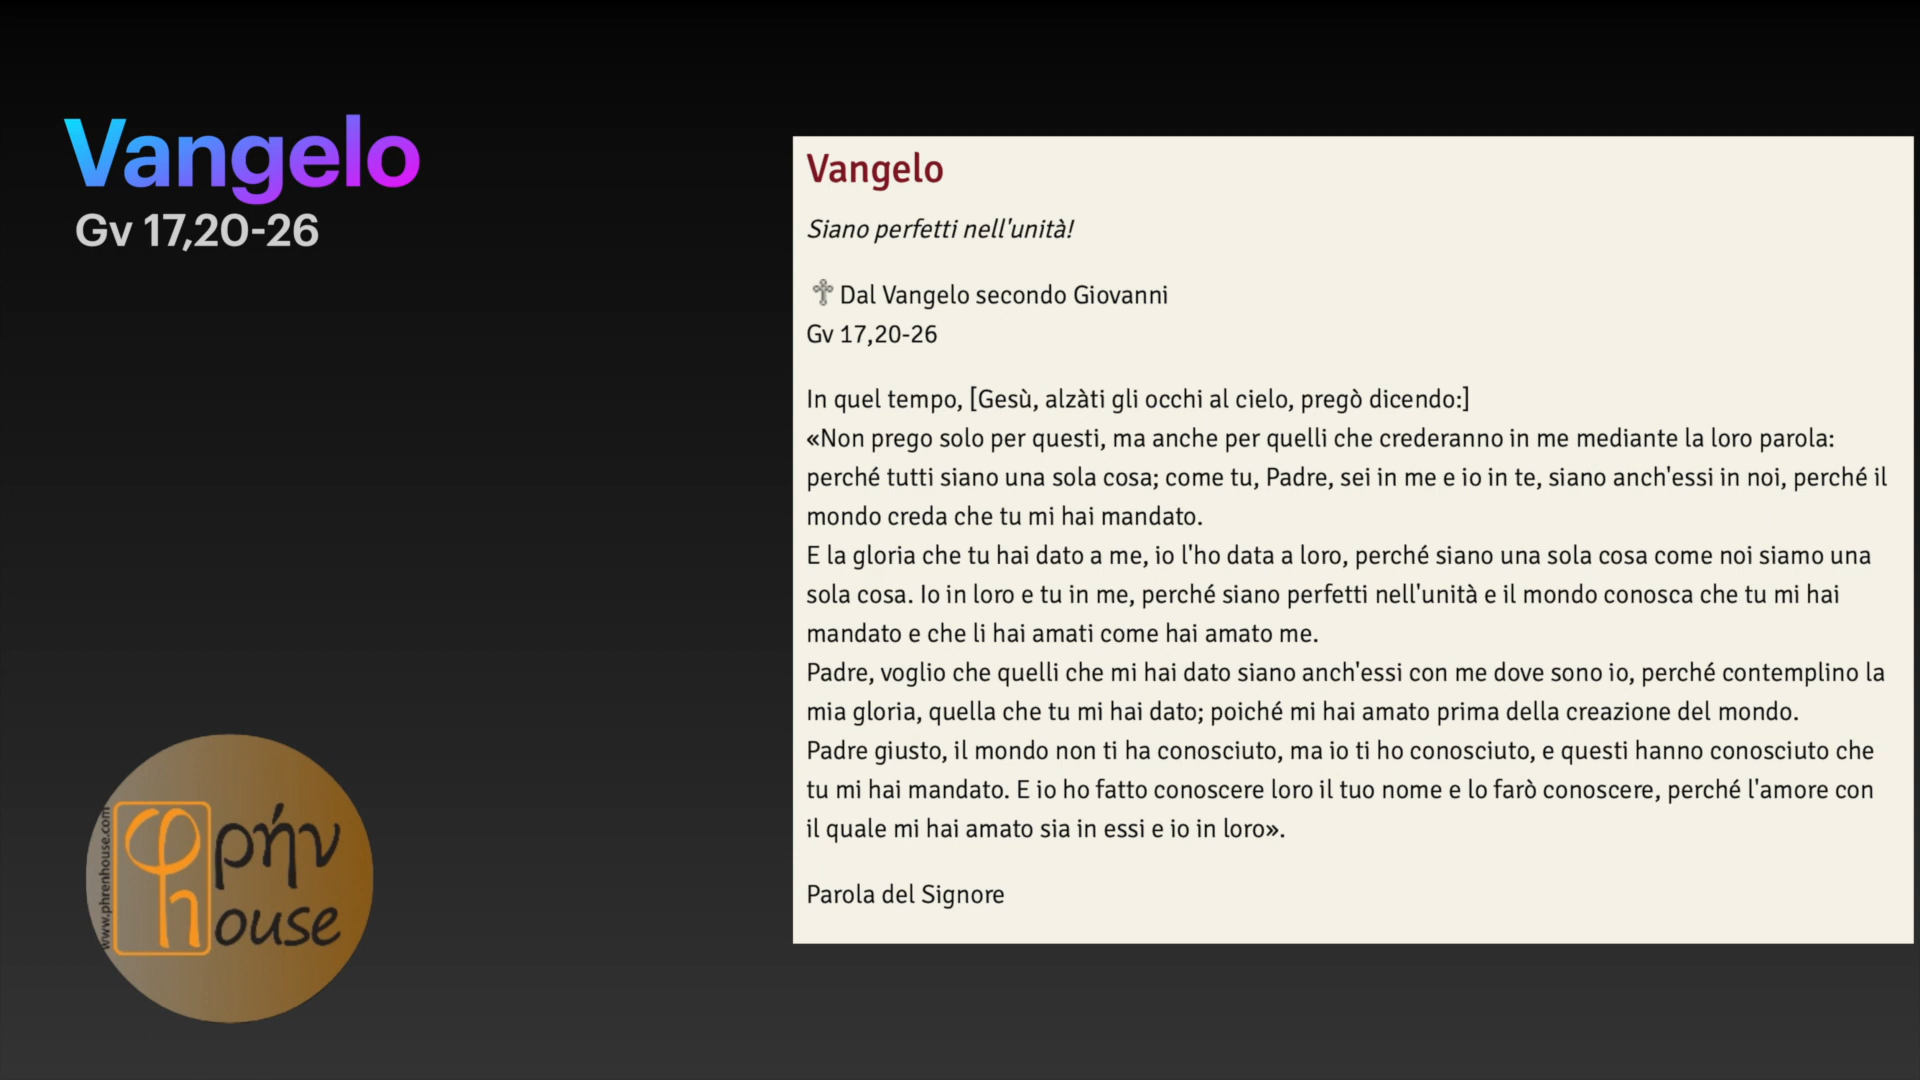 Vangelo
Gv 17,20-26
Vangelo
Siano perfetti nell'unità!
Dal Vangelo secondo Giovanni
Gv 17,20-26
In quel tempo, [Gesù, alzàti gli occhi al cielo, pregò dicendo:]
«Non prego solo per questi, ma anche per quelli che crederanno in me mediante la loro parola:
perché tutti siano una sola cosa; come tu, Padre, sei in me e io in te, siano anch'essi in noi, perché il
mondo creda che tu mi hai mandato.
E la gloria che tu hai dato a me, io l'ho data a loro, perché siano una sola cosa come noi siamo una
sola cosa. Io in loro e tu in me, perché siano perfetti nell'unità e il mondo conosca che tu mi hai
mandato e che li hai amati come hai amato me.
Padre, voglio che quelli che mi hai dato siano anch'essi con me dove sono io, perché contemplino la
mia gloria, quella che tu mi hai dato; poiché mi hai amato prima della creazione del mondo.
Padre giusto, il mondo non ti ha conosciuto, ma io ti ho conosciuto, e questi hanno conosciuto che
tu mi hai mandato. E io ho fatto conoscere loro il tuo nome e lo farò conoscere, perché l'amore con
il quale mi hai amato sia in essi e io in loro».
Parola del Signore
www.phrenhouse.com
φρήν
house